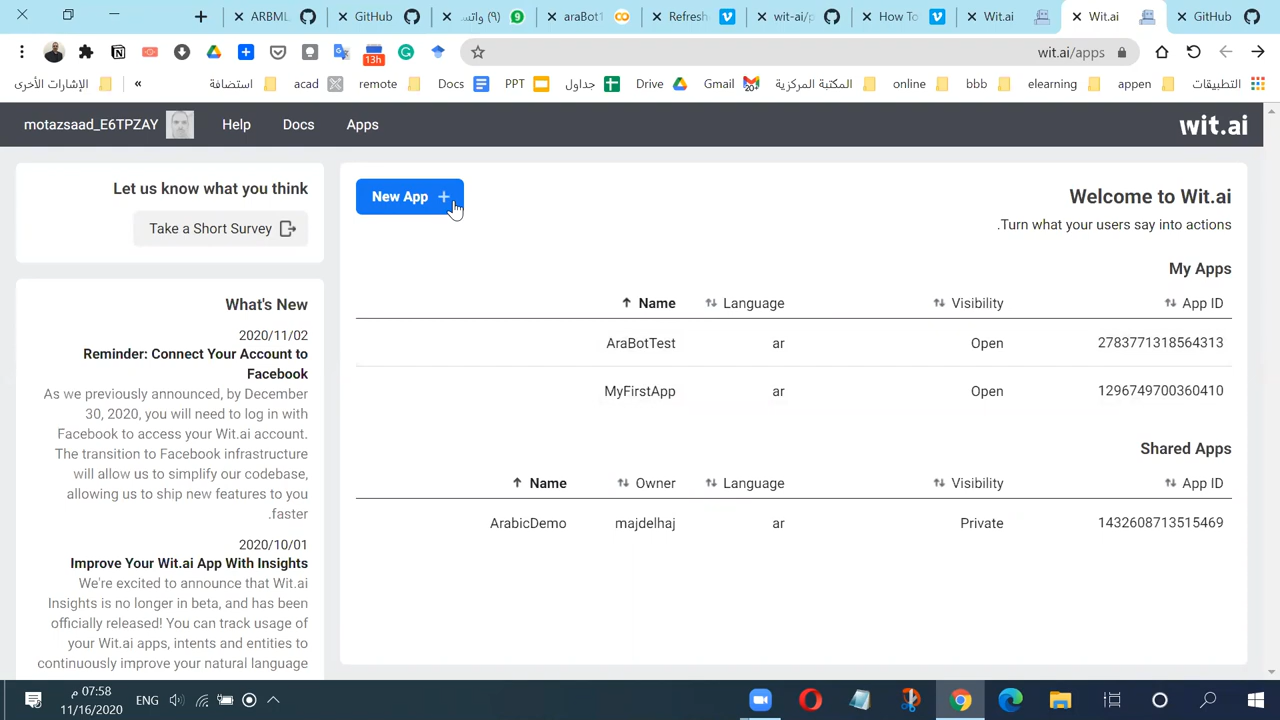 ARBML
GitHub
(٩) واتس
9
araBot1
Refresh
wit-ai/p
How To
Wit.ai
Wit.ai
GitHub
13h
wit.ai/apps
الإشارات الأخرى
«
استضافة
acad
remote
Docs
PPT
جداول
Drive
Gmail
20+
المكتبة المركزية
online
bbb
elearning
appen
التطبيقات
motazsaad_E6TPZAY
Help
Docs
Apps
wit.ai
Let us know what you think
Take a Short Survey
What's New
2020/11/02
Reminder: Connect Your Account to
Facebook
As we previously announced, by December
30, 2020, you will need to log in with
Facebook to access your Wit.ai account.
The transition to Facebook infrastructure
will allow us to simplify our codebase,
allowing us to ship new features to you
.faster
2020/10/01
Improve Your Wit.ai App With Insights
We're excited to announce that Wit.ai
Insights is no longer in beta, and has been
officially released! You can track usage of
your Wit.ai apps, intents and entities to
continuously improve your natural language
New App +
Welcome to Wit.ai
.Turn what your users say into actions
My Apps
Name Language Visibility App ID
AraBotTest ar Open 2783771318564313
MyFirstApp ar Open 1296749700360410
Shared Apps
Name Owner Language Visibility App ID
ArabicDemo majdelhaj ar Private 1432608713515469
07:58 م
11/16/2020
ENG